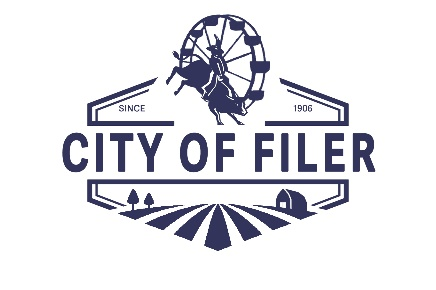 SINCE 1906
CITY OF FILER